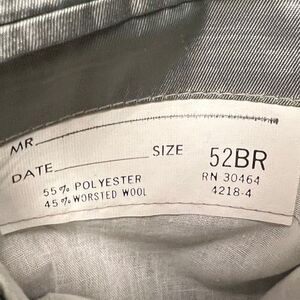 MR.
DATE SIZE 52BR
55% POLYESTER RN 30464
45% WORSTED WOOL 4218-4